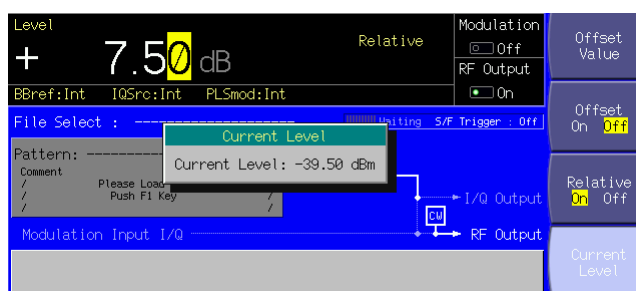 Level
+ 7.50 dB
Relative
Modulation
Off
RF Output
On
BBref:Int IQSrc:Int PLSmod:Int
File Select : --------------------
Waiting S/F Trigger : Off
Current Level
Current Level: -39.50 dBm
Pattern: --------
Comment
/ Please Load
/ Push F1 Key /
/ /
I/Q Output
CW
Modulation Input I/Q
RF Output
Offset
Value
Offset
On Off
Relative
On Off
Current
Level